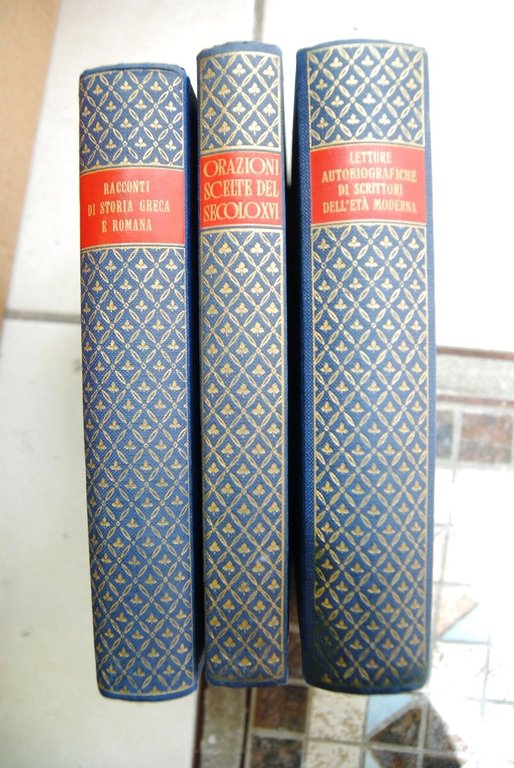 RACCONTI
DI STORIA GRECA
E ROMANA
ORAZIONI
SCELTE DEL
SECOLO XVI
LETTURE
AUTOBIOGRAFICHE
DI SCRITTORI
DELL'ETÀ MODERNA